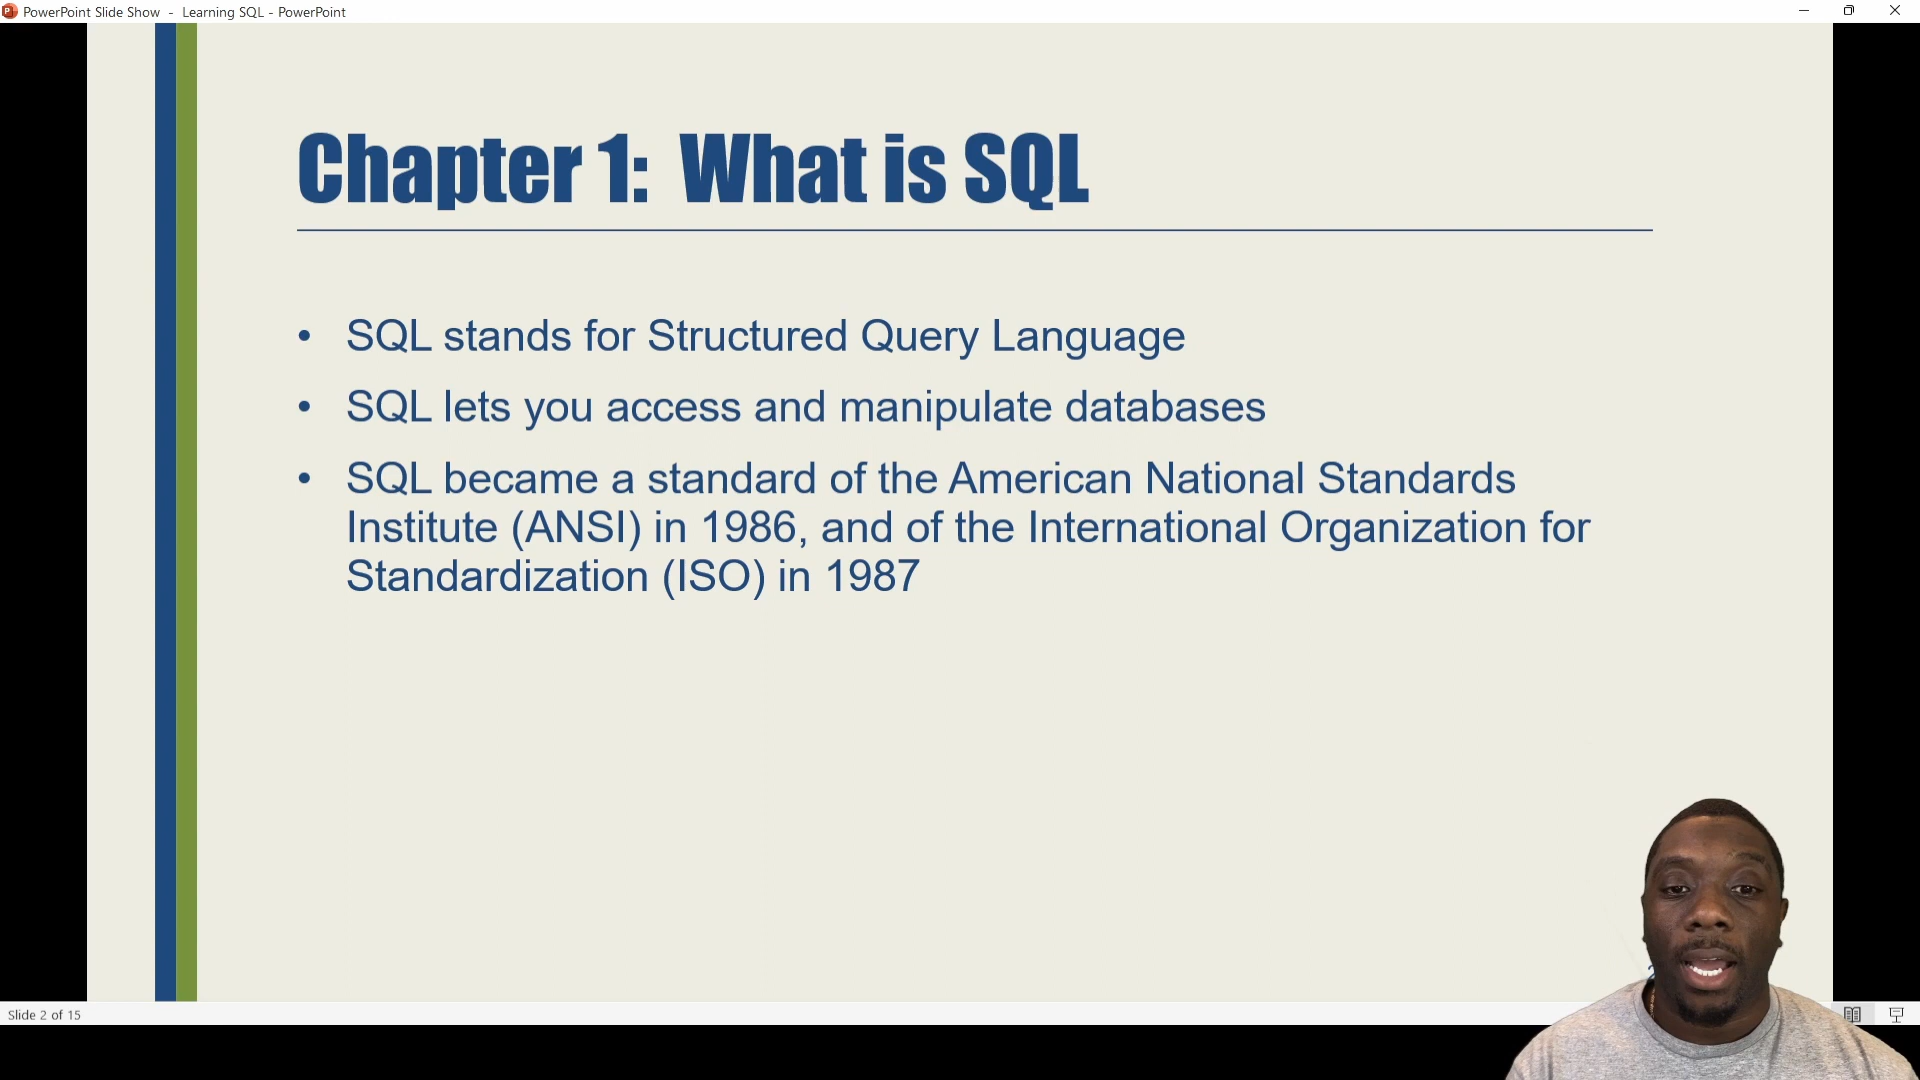 PowerPoint Slide Show - Learning SQL - PowerPoint
Chapter 1: What is SQL
• SQL stands for Structured Query Language
• SQL lets you access and manipulate databases
• SQL became a standard of the American National Standards
Institute (ANSI) in 1986, and of the International Organization for
Standardization (ISO) in 1987
Slide 2 of 15